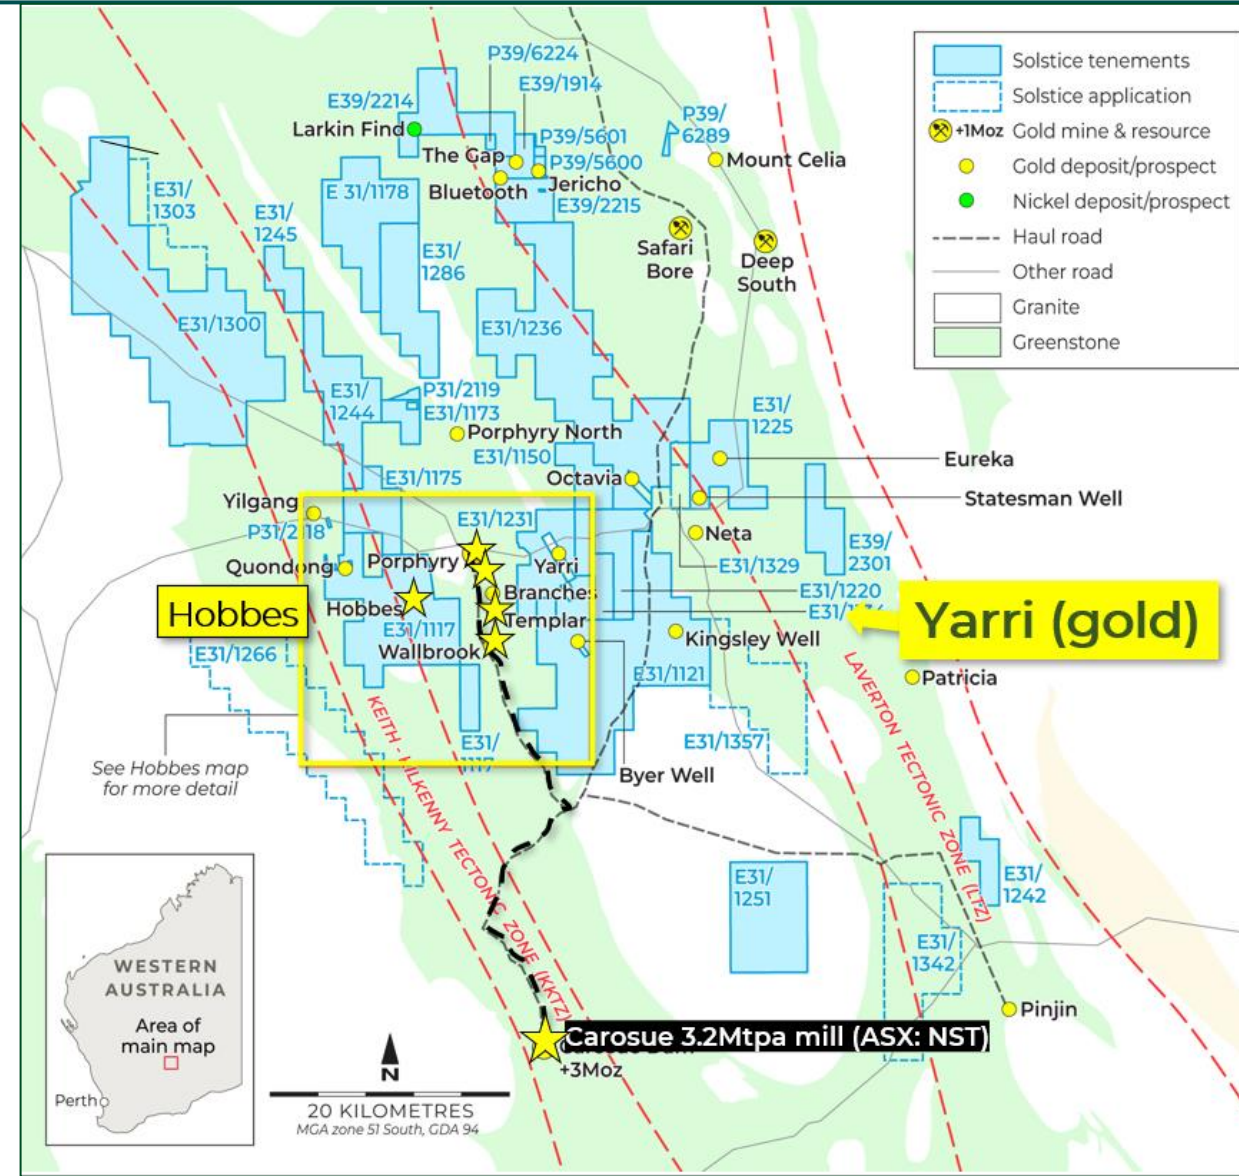 Solstice tenements
Solstice application
+1Moz Gold mine & resource
Gold deposit/prospect
Nickel deposit/prospect
Haul road
Other road
Granite
Greenstone
P39/6224
E39/1914
E39/2214
Larkin Find
P39/5601
P39/
6289
The Gap
P39/5600
Mount Celia
Bluetooth
Jericho
E39/2215
E31/
1303
E 31/1178
E31/
1245
E31/
1286
Safari
Bore
Deep
South
E31/1300
E31/1236
E31/
1244
P31/2119
E31/1173
E31/
1225
Porphyry North
E31/1150
Eureka
E31/1175
Octavia
Statesman Well
Yilgang
E31/1231
Neta
Quondong
Porphyry
Yarri
E31/1329
E39/
2301
Branches
E31/1220
Hobbes
Hobbes
Templar
Yarri (gold)
E31/1117
Wallbrook
Kingsley Well
E31/1266
E31/1121
Patricia
E31/1357
E31/
1117
Byer Well
See Hobbes map
for more detail
KEITH - KILKENNY TECTONIC ZONE (KKTZ)
LAVERTON TECTONIC ZONE (LTZ)
E31/
1251
E31/
1242
E31/
1342
Pinjin
Carosue 3.2Mtpa mill (ASX: NST)
+3Moz
WESTERN
AUSTRALIA
Area of
main map
Perth
N
20 KILOMETRES
MGA zone 51 South, GDA 94